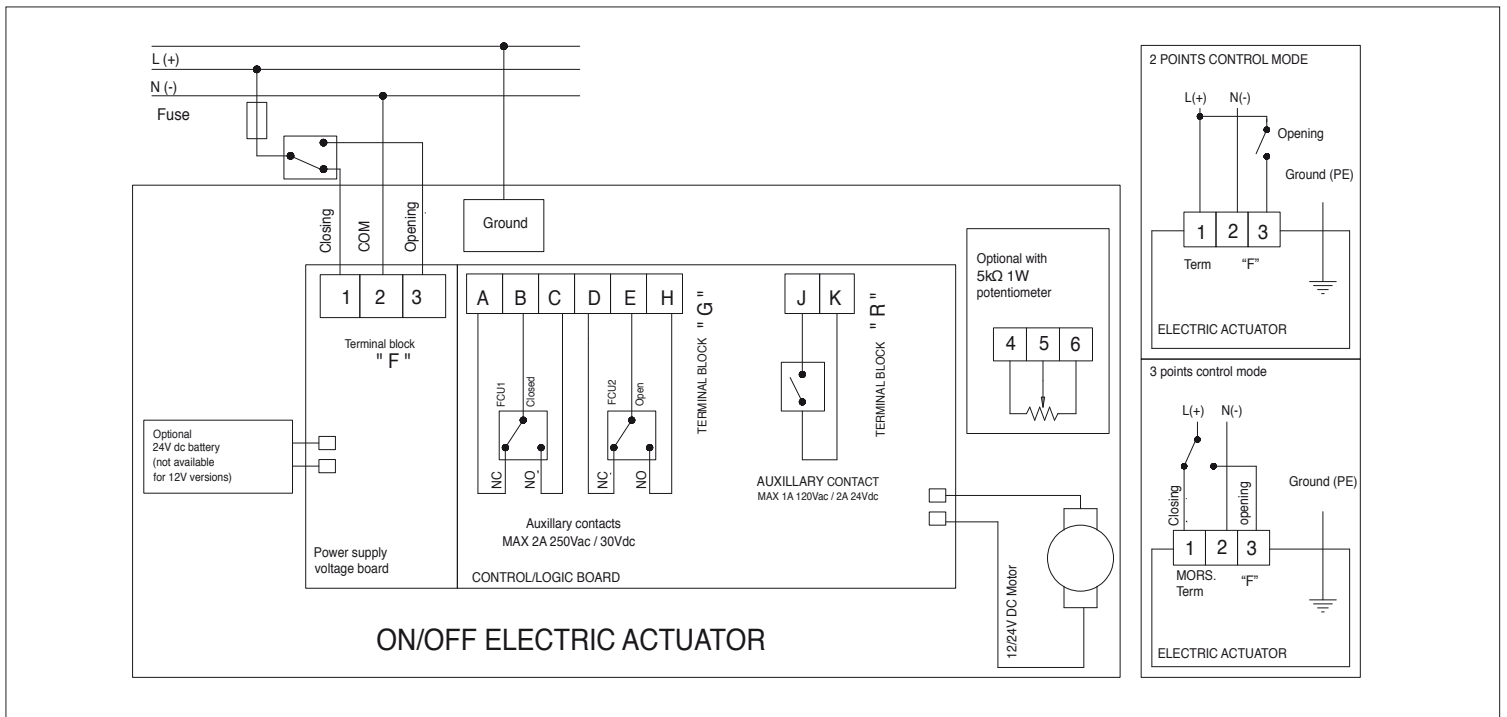 L (+)
N (-)
Fuse
Closing
COM
Opening
Ground
1 2 3
Terminal block
" F "
A B C D E H
TERMINAL BLOCK " G "
FCU1
Closed
NC
NO
FCU2
Open
NC
NO
Auxillary contacts
MAX 2A 250Vac / 30Vdc
J K
TERMINAL BLOCK " R "
AUXILLARY CONTACT
MAX 1A 120Vac / 2A 24Vdc
Optional with
5kΩ 1W
potentiometer
4 5 6
Optional
24V dc battery
(not available
for 12V versions)
Power supply
voltage board
CONTROL/LOGIC BOARD
12/24V DC Motor
ON/OFF ELECTRIC ACTUATOR
2 POINTS CONTROL MODE
L(+) N(-)
Opening
Ground (PE)
1 2 3
Term "F"
ELECTRIC ACTUATOR
3 points control mode
L(+) N(-)
Ground (PE)
Closing
opening
1 2 3
MORS.
Term "F"
ELECTRIC ACTUATOR